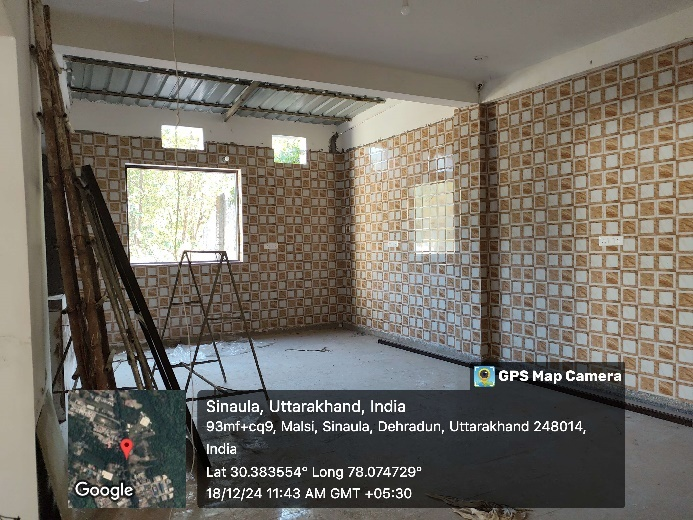 GPS Map Camera
Sinaula, Uttarakhand, India
93mf+cq9, Malsi, Sinaula, Dehradun, Uttarakhand 248014,
India
Lat 30.383554° Long 78.074729°
18/12/24 11:43 AM GMT +05:30
Google